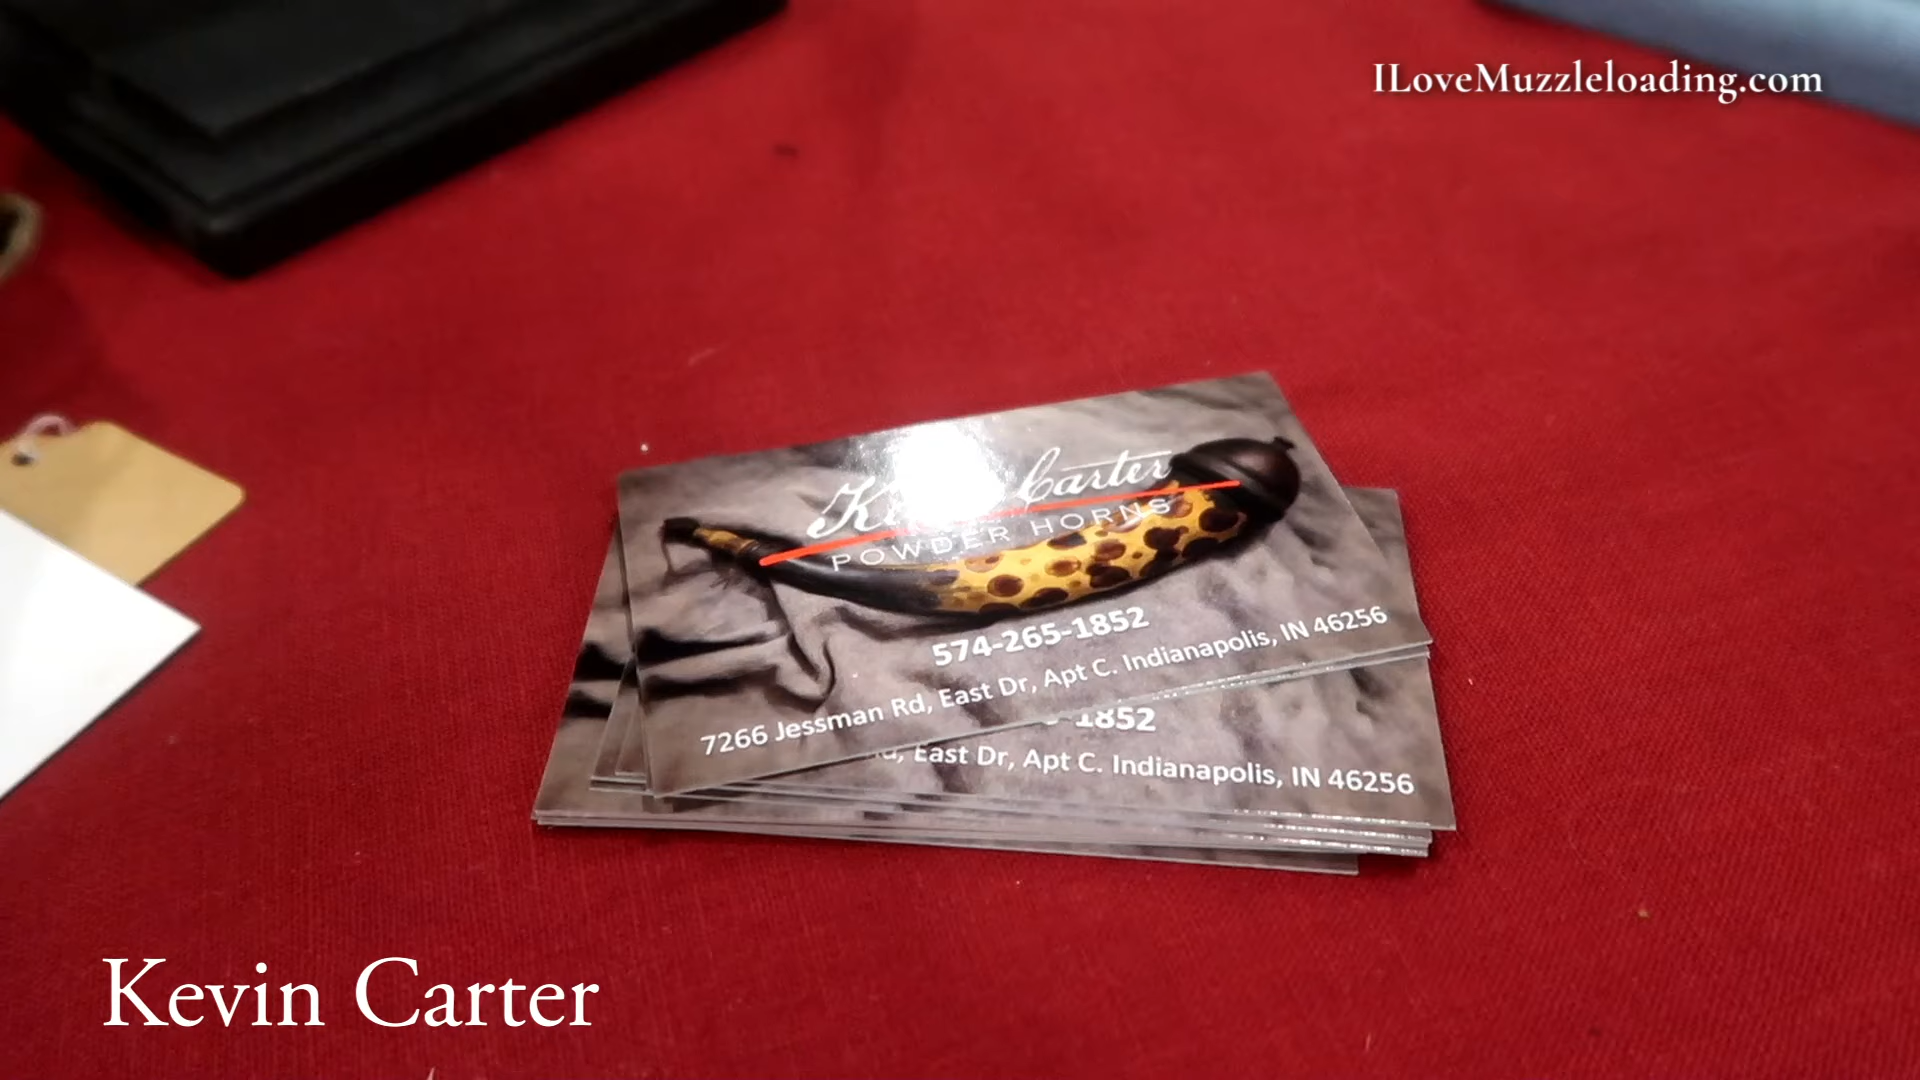 ILoveMuzzleloading.com
Carter
POWDER HORNS
574-265-1852
7266 Jessman Rd, East Dr, Apt C. Indianapolis, IN 46256
1852
East Dr, Apt C. Indianapolis, IN 46256
Kevin Carter